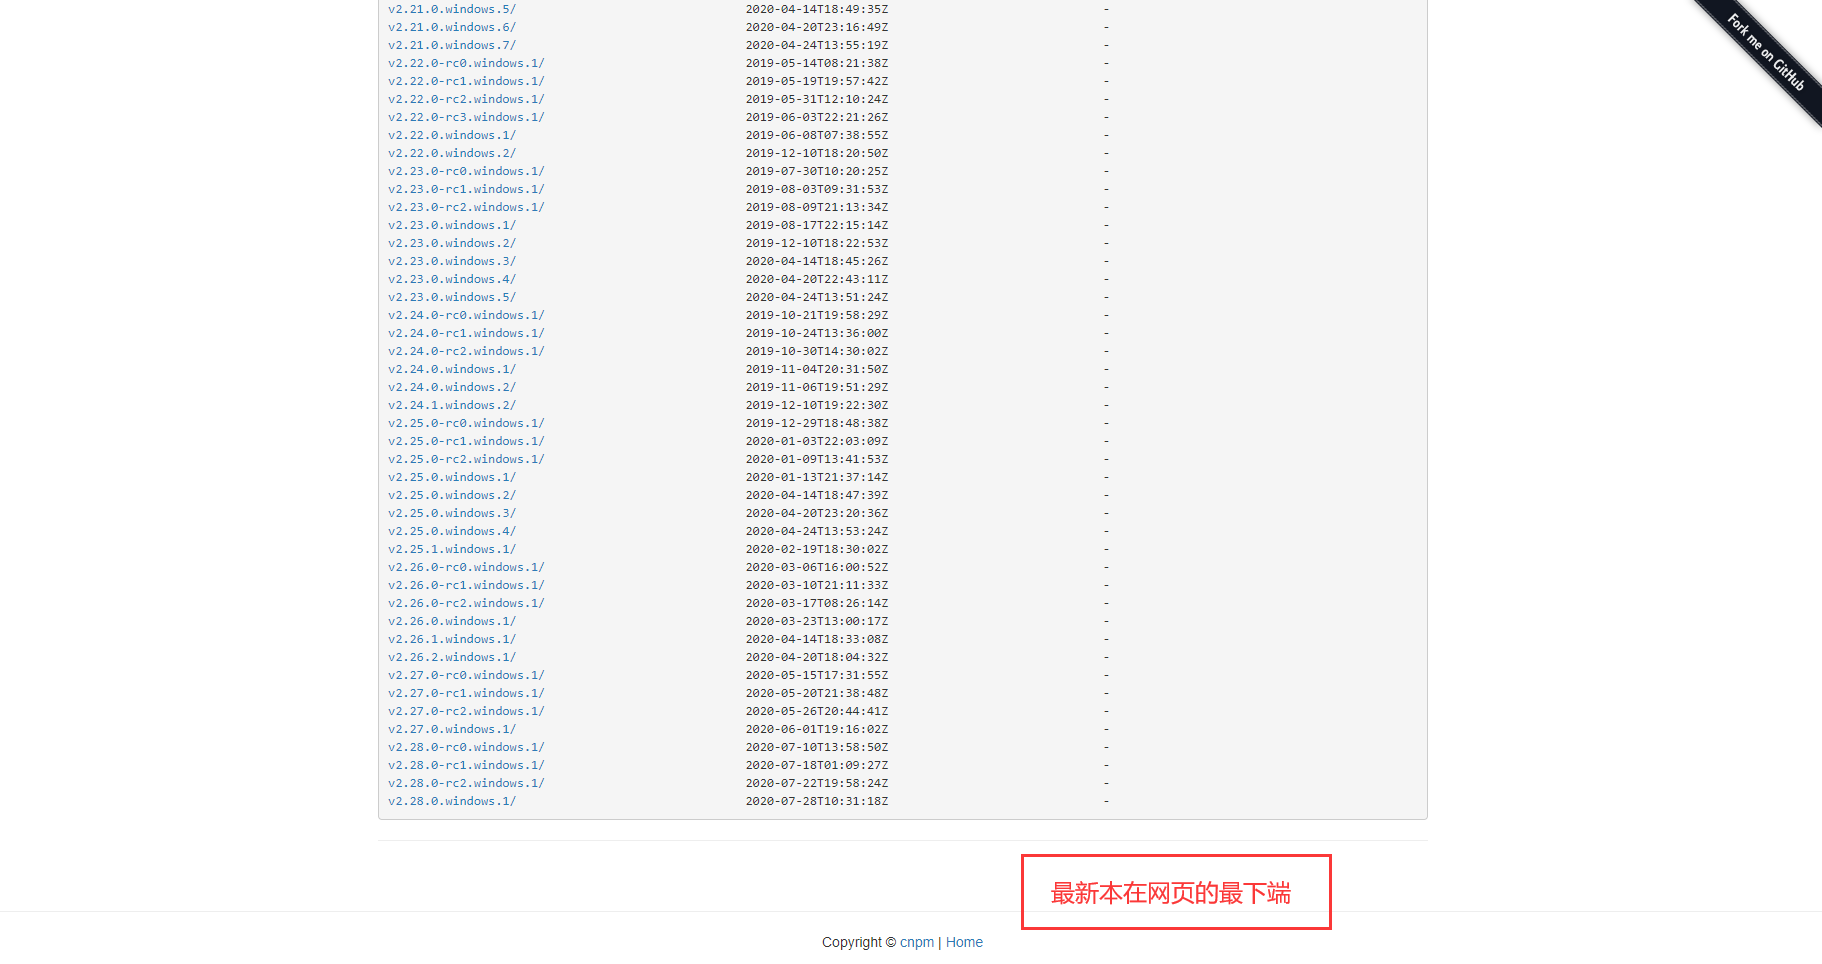 v2.21.0.windows.5/ 2020-04-14T18:49:35Z -
v2.21.0.windows.6/ 2020-04-20T23:16:49Z -
v2.21.0.windows.7/ 2020-04-24T13:55:19Z -
v2.22.0-rc0.windows.1/ 2019-05-14T08:21:38Z -
v2.22.0-rc1.windows.1/ 2019-05-19T19:57:42Z -
v2.22.0-rc2.windows.1/ 2019-05-31T12:10:24Z -
v2.22.0-rc3.windows.1/ 2019-06-03T22:21:26Z -
v2.22.0.windows.1/ 2019-06-08T07:38:55Z -
v2.22.0.windows.2/ 2019-12-10T18:20:50Z -
v2.23.0-rc0.windows.1/ 2019-07-30T10:20:25Z -
v2.23.0-rc1.windows.1/ 2019-08-03T09:31:53Z -
v2.23.0-rc2.windows.1/ 2019-08-09T21:13:34Z -
v2.23.0.windows.1/ 2019-08-17T22:15:14Z -
v2.23.0.windows.2/ 2019-12-10T18:22:53Z -
v2.23.0.windows.3/ 2020-04-14T18:45:26Z -
v2.23.0.windows.4/ 2020-04-20T22:43:11Z -
v2.23.0.windows.5/ 2020-04-24T13:51:24Z -
v2.24.0-rc0.windows.1/ 2019-10-21T19:58:29Z -
v2.24.0-rc1.windows.1/ 2019-10-24T13:36:00Z -
v2.24.0-rc2.windows.1/ 2019-10-30T14:30:02Z -
v2.24.0.windows.1/ 2019-11-04T20:31:50Z -
v2.24.0.windows.2/ 2019-11-06T19:51:29Z -
v2.24.1.windows.2/ 2019-12-10T19:22:30Z -
v2.25.0-rc0.windows.1/ 2019-12-29T18:48:38Z -
v2.25.0-rc1.windows.1/ 2020-01-03T22:03:09Z -
v2.25.0-rc2.windows.1/ 2020-01-09T13:41:53Z -
v2.25.0.windows.1/ 2020-01-13T21:37:14Z -
v2.25.0.windows.2/ 2020-04-14T18:47:39Z -
v2.25.0.windows.3/ 2020-04-20T23:20:36Z -
v2.25.0.windows.4/ 2020-04-24T13:53:24Z -
v2.25.1.windows.1/ 2020-02-19T18:30:02Z -
v2.26.0-rc0.windows.1/ 2020-03-06T16:00:52Z -
v2.26.0-rc1.windows.1/ 2020-03-10T21:11:33Z -
v2.26.0-rc2.windows.1/ 2020-03-17T08:26:14Z -
v2.26.0.windows.1/ 2020-03-23T13:00:17Z -
v2.26.1.windows.1/ 2020-04-14T18:33:08Z -
v2.26.2.windows.1/ 2020-04-20T18:04:32Z -
v2.27.0-rc0.windows.1/ 2020-05-15T17:31:55Z -
v2.27.0-rc1.windows.1/ 2020-05-20T21:38:48Z -
v2.27.0-rc2.windows.1/ 2020-05-26T20:44:41Z -
v2.27.0.windows.1/ 2020-06-01T19:16:02Z -
v2.28.0-rc0.windows.1/ 2020-07-10T13:58:50Z -
v2.28.0-rc1.windows.1/ 2020-07-18T01:09:27Z -
v2.28.0-rc2.windows.1/ 2020-07-22T19:58:24Z -
v2.28.0.windows.1/ 2020-07-28T10:31:18Z -
Fork me on GitHub
最新本在网页的最下端
Copyright © cnpm | Home